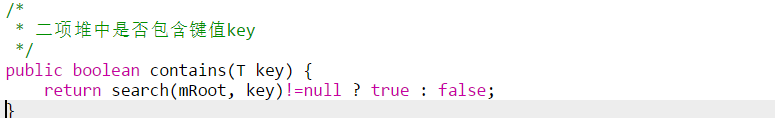 /*
 * 二项堆中是否包含键值key
 */
public boolean contains(T key) {
    return search(mRoot, key)!=null ? true : false;
}